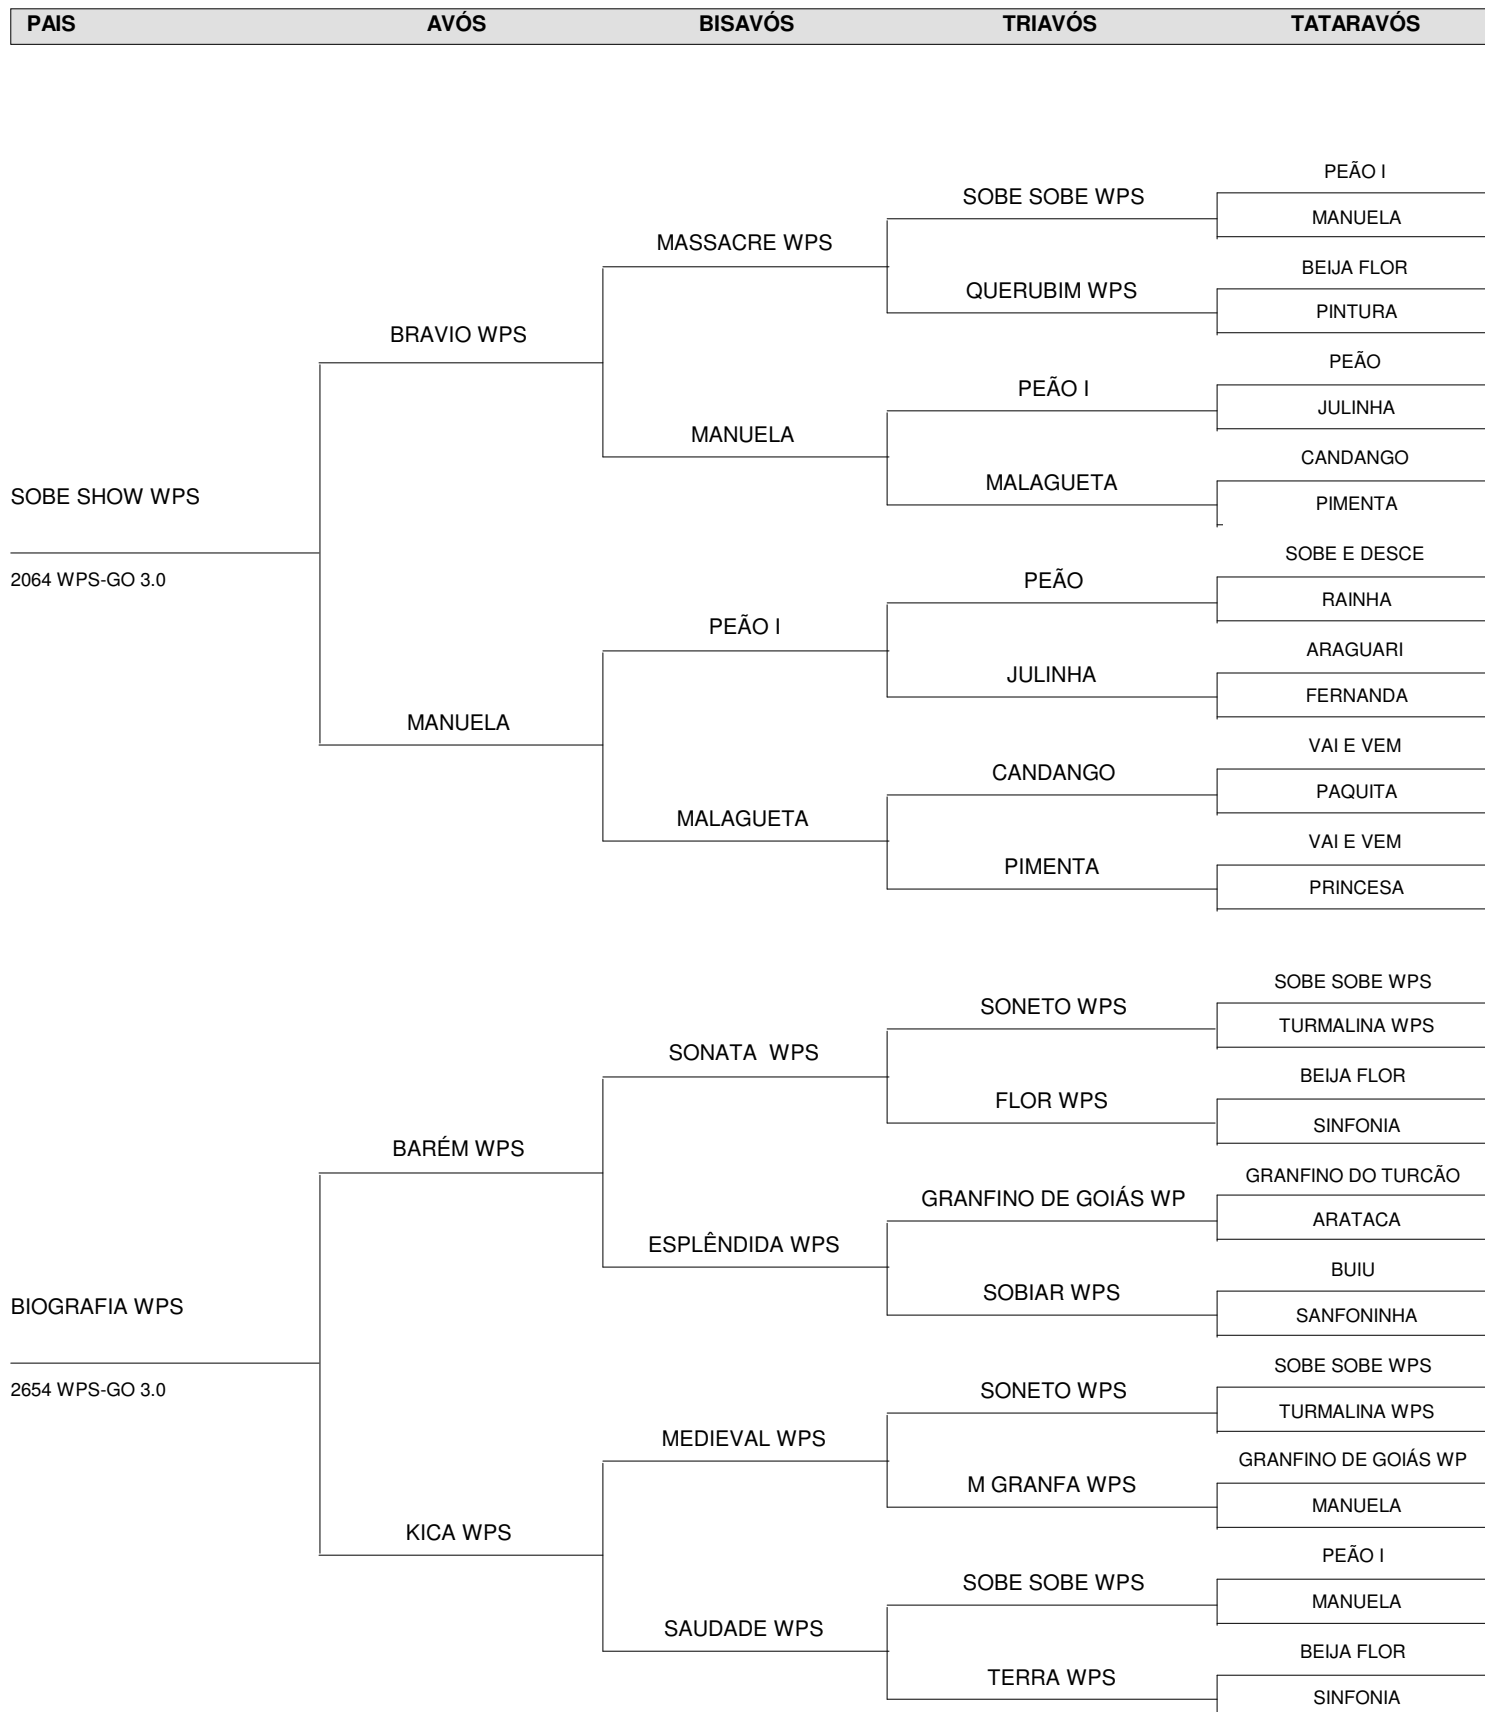 PAIS AVÓS BISAVÓS TRIAVÓS TATARAVÓS
PEÃO I
SOBE SOBE WPS
MANUELA
MASSACRE WPS
BEIJA FLOR
QUERUBIM WPS
PINTURA
BRAVIO WPS
PEÃO
PEÃO I
JULINHA
MANUELA
CANDANGO
MALAGUETA
SOBE SHOW WPS
PIMENTA
SOBE E DESCE
2064 WPS-GO 3.0
PEÃO
RAINHA
PEÃO I
ARAGUARI
JULINHA
FERNANDA
MANUELA
VAI E VEM
CANDANGO
PAQUITA
MALAGUETA
VAI E VEM
PIMENTA
PRINCESA
SOBE SOBE WPS
SONETO WPS
TURMALINA WPS
SONATA WPS
BEIJA FLOR
FLOR WPS
SINFONIA
BARÉM WPS
GRANFINO DO TURCÃO
GRANFINO DE GOIÁS WP
ARATACA
ESPLÊNDIDA WPS
BUIU
SOBIAR WPS
BIOGRAFIA WPS
SANFONINHA
SOBE SOBE WPS
2654 WPS-GO 3.0
SONETO WPS
TURMALINA WPS
MEDIEVAL WPS
GRANFINO DE GOIÁS WP
M GRANFA WPS
MANUELA
KICA WPS
PEÃO I
SOBE SOBE WPS
MANUELA
SAUDADE WPS
BEIJA FLOR
TERRA WPS
SINFONIA